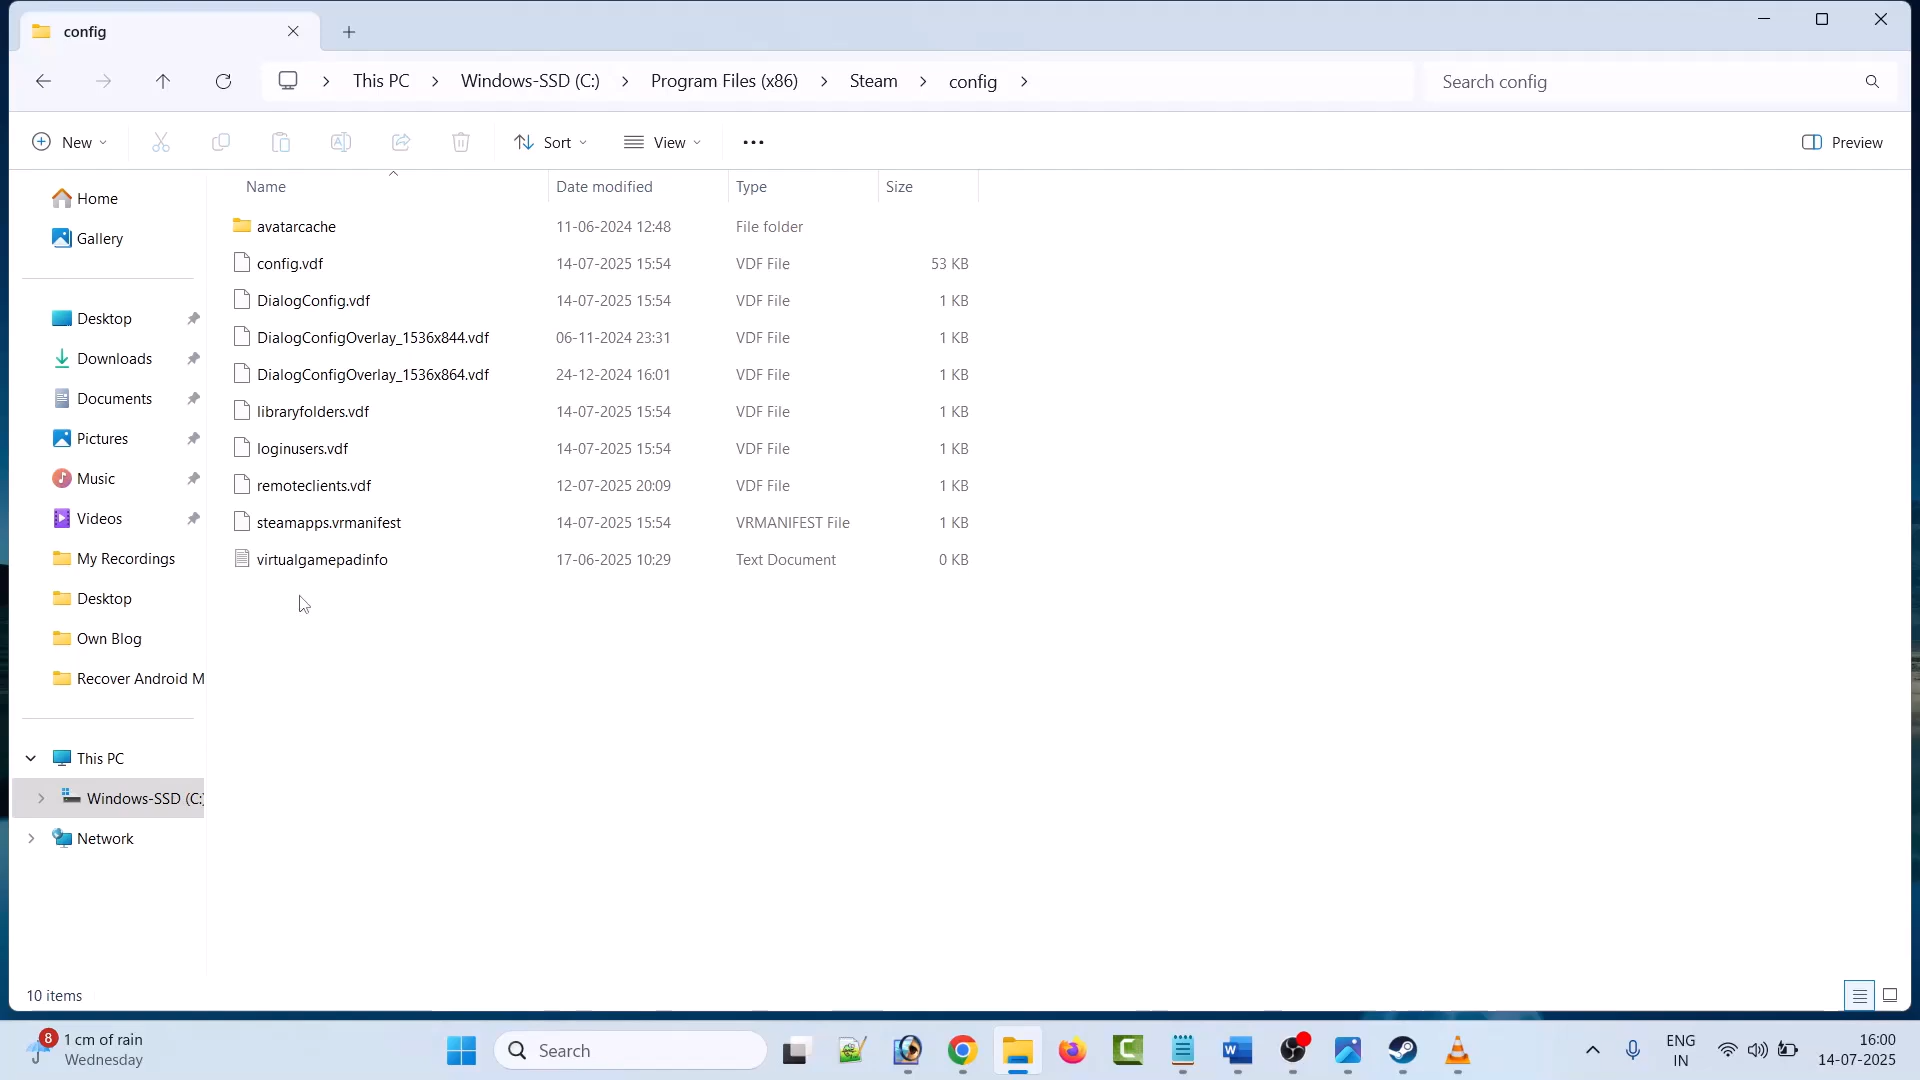 config
This PC
Windows-SSD (C:)
Program Files (x86)
Steam
config
Search config
New
Sort
View
Preview
Name
Date modified
Type
Size
avatarcache 11-06-2024 12:48 File folder
config.vdf 14-07-2025 15:54 VDF File 53 KB
DialogConfig.vdf 14-07-2025 15:54 VDF File 1 KB
DialogConfigOverlay_1536x844.vdf 06-11-2024 23:31 VDF File 1 KB
DialogConfigOverlay_1536x864.vdf 24-12-2024 16:01 VDF File 1 KB
libraryfolders.vdf 14-07-2025 15:54 VDF File 1 KB
loginusers.vdf 14-07-2025 15:54 VDF File 1 KB
remoteclients.vdf 12-07-2025 20:09 VDF File 1 KB
steamapps.vrmanifest 14-07-2025 15:54 VRMANIFEST File 1 KB
virtualgamepadinfo 17-06-2025 10:29 Text Document 0 KB
Home
Gallery
Desktop
Downloads
Documents
Pictures
Music
Videos
My Recordings
Desktop
Own Blog
Recover Android M
This PC
Windows-SSD (C:)
Network
10 items
8
1 cm of rain
Wednesday
Search
ENG
IN
16:00
14-07-2025